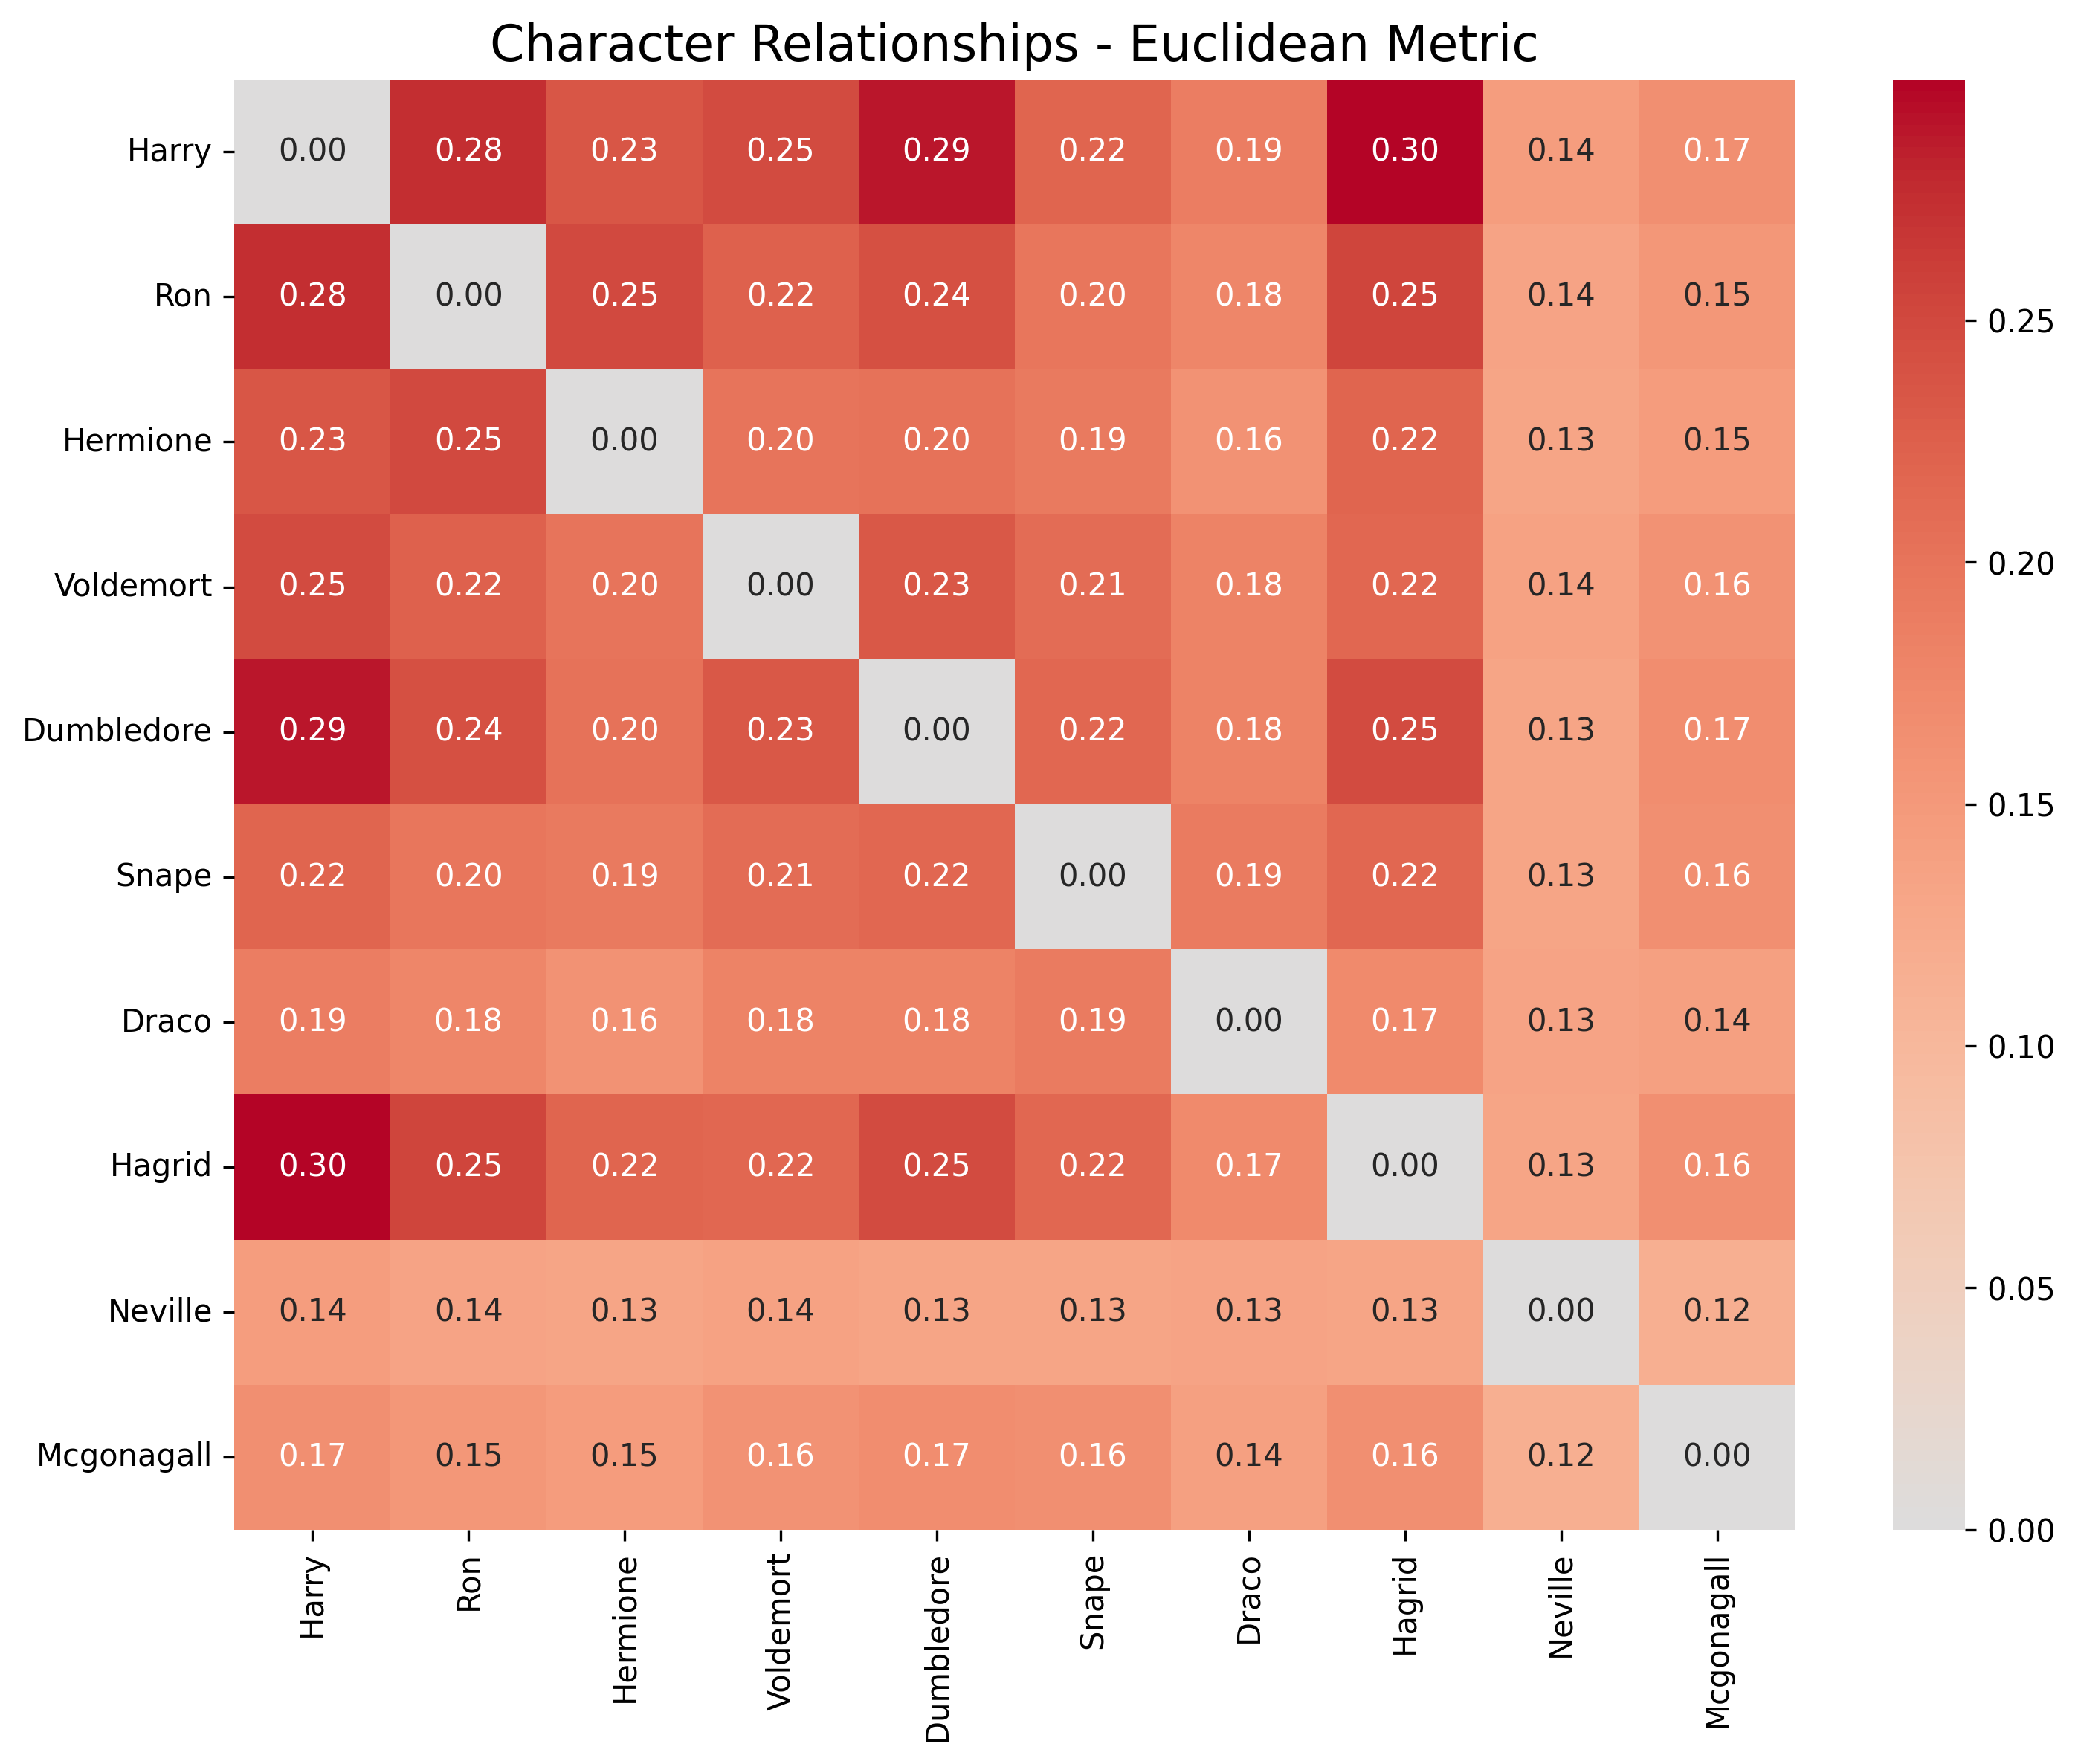 Character Relationships - Euclidean Metric
Harry 0.00 0.28 0.23 0.25 0.29 0.22 0.19 0.30 0.14 0.17
Ron 0.28 0.00 0.25 0.22 0.24 0.20 0.18 0.25 0.14 0.15
Hermione 0.23 0.25 0.00 0.20 0.20 0.19 0.16 0.22 0.13 0.15
Voldemort 0.25 0.22 0.20 0.00 0.23 0.21 0.18 0.22 0.14 0.16
Dumbledore 0.29 0.24 0.20 0.23 0.00 0.22 0.18 0.25 0.13 0.17
Snape 0.22 0.20 0.19 0.21 0.22 0.00 0.19 0.22 0.13 0.16
Draco 0.19 0.18 0.16 0.18 0.18 0.19 0.00 0.17 0.13 0.14
Hagrid 0.30 0.25 0.22 0.22 0.25 0.22 0.17 0.00 0.13 0.16
Neville 0.14 0.14 0.13 0.14 0.13 0.13 0.13 0.13 0.00 0.12
Mcgonagall 0.17 0.15 0.15 0.16 0.17 0.16 0.14 0.16 0.12 0.00
Harry Ron Hermione Voldemort Dumbledore Snape Draco Hagrid Neville Mcgonagall
0.25
0.20
0.15
0.10
0.05
0.00